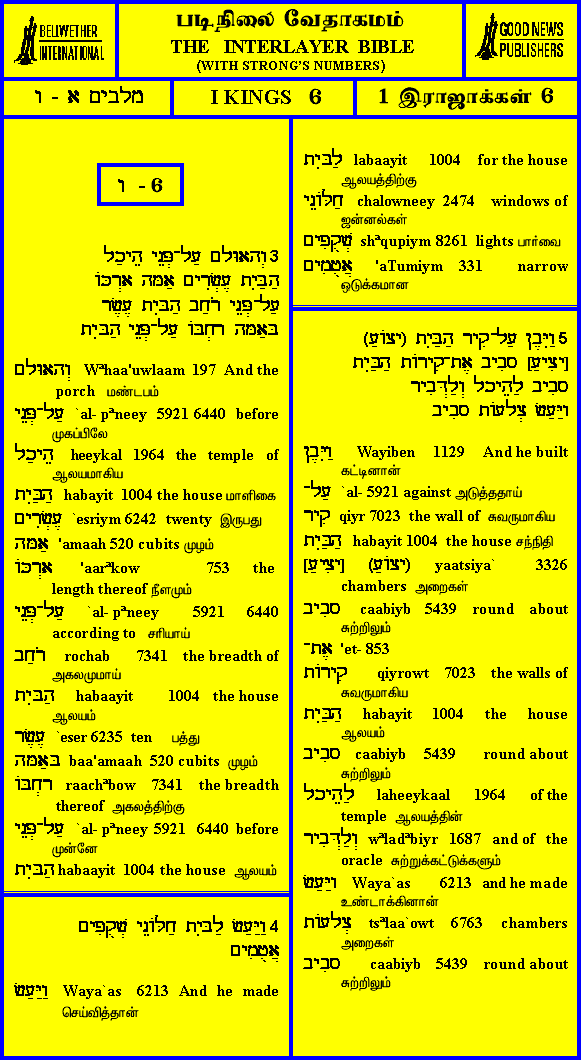 BELLWETHER
INTERNATIONAL
படிநிலை வேதாகமம்
THE INTERLAYER BIBLE
(WITH STRONG'S NUMBERS)
GOOD NEWS
PUBLISHERS
מלבים א - ו
I KINGS 6
1 இராஜாக்கள் 6
6 - ו
3 וְהָאוּלָם עַל־פְּנֵי הֵיכַל
הַבַּיִת עֶשְׂרִים אַמָּה אָרְכּוֹ
עַל־פְּנֵי רֹחַב הַבָּיִת עֶשֶׂר
בָּאַמָּה רָחְבּוֹ עַל־פְּנֵי הַבָּיִת
וְהָאוּלָם Wᵃhaa'uwlaam 197 And the
porch மண்டபம்
עַל־פְּנֵי `al- pᵃneey 5921 6440 before
முகப்பிலே
הֵיכַל heeykal 1964 the temple of
ஆலயமாகிய
הַבַּיִת habayit 1004 the house மாளிகை
עֶשְׂרִים `esriym 6242 twenty இருபது
אַמָּה 'amaah 520 cubits முழம்
אָרְכּוֹ 'aarᵃkow 753 the
length thereof நீளமும்
עַל־פְּנֵי `al- pᵃneey 5921 6440
according to சரியாய்
רֹחַב rochab 7341 the breadth of
அகலமுமாய்
הַבָּיִת habaayit 1004 the house
ஆலயம்
עֶשֶׂר `eser 6235 ten பத்து
בָּאַמָּה baa'amaah 520 cubits முழம்
רָחְבּוֹ raachᵃbow 7341 the breadth
thereof அகலத்திற்கு
עַל־פְּנֵי `al- pᵃneey 5921 6440 before
முன்னே
הַבָּיִת habaayit 1004 the house ஆலயம்
4 וַיַּעַשׂ לַבָּיִת חַלּוֹנֵי שְׁקֻפִים
אֲטֻמִים
וַיַּעַשׂ Waya`as 6213 And he made
செய்வித்தான்
לַבָּיִת labaayit 1004 for the house
ஆலயத்திற்கு
חַלּוֹנֵי chalowneey 2474 windows of
ஜன்னல்கள்
שְׁקֻפִים shᵃqupiym 8261 lights பார்வை
אֲטֻמִים 'aTumiym 331 narrow
ஒடுக்கமான
5 וַיִּבֶן עַל־קִיר הַבַּיִת (יצוֹע)
[יָצִיעַ] סָבִיב אֶת־קִירוֹת הַבַּיִת
סָבִיב לַהֵיכָל וְלַדְּבִיר
וַיַּעַשׂ צְלָעוֹת סָבִיב
וַיִּבֶן Wayiben 1129 And he built
கட்டினான்
עַל־ `al- 5921 against அடுத்ததாய்
קִיר qiyr 7023 the wall of சுவருமாகிய
הַבַּיִת habayit 1004 the house சந்நிதி
[יָצִיעַ] (יצוֹע) yaatsiya` 3326
chambers அறைகள்
סָבִיב caabiyb 5439 round about
சுற்றிலும்
אֶת־ 'et- 853
קִירוֹת qiyrowt 7023 the walls of
சுவருமாகிய
הַבַּיִת habayit 1004 the house
ஆலயம்
סָבִיב caabiyb 5439 round about
சுற்றிலும்
לַהֵיכָל laheeykaal 1964 of the
temple ஆலயத்தின்
וְלַדְּבִיר wᵃladᵃbiyr 1687 and of the
oracle சுற்றுக்கட்டுக்களும்
וַיַּעַשׂ Waya`as 6213 and he made
உண்டாக்கினான்
צְלָעוֹת tsᵃlaa`owt 6763 chambers
அறைகள்
סָבִיב caabiyb 5439 round about
சுற்றிலும்